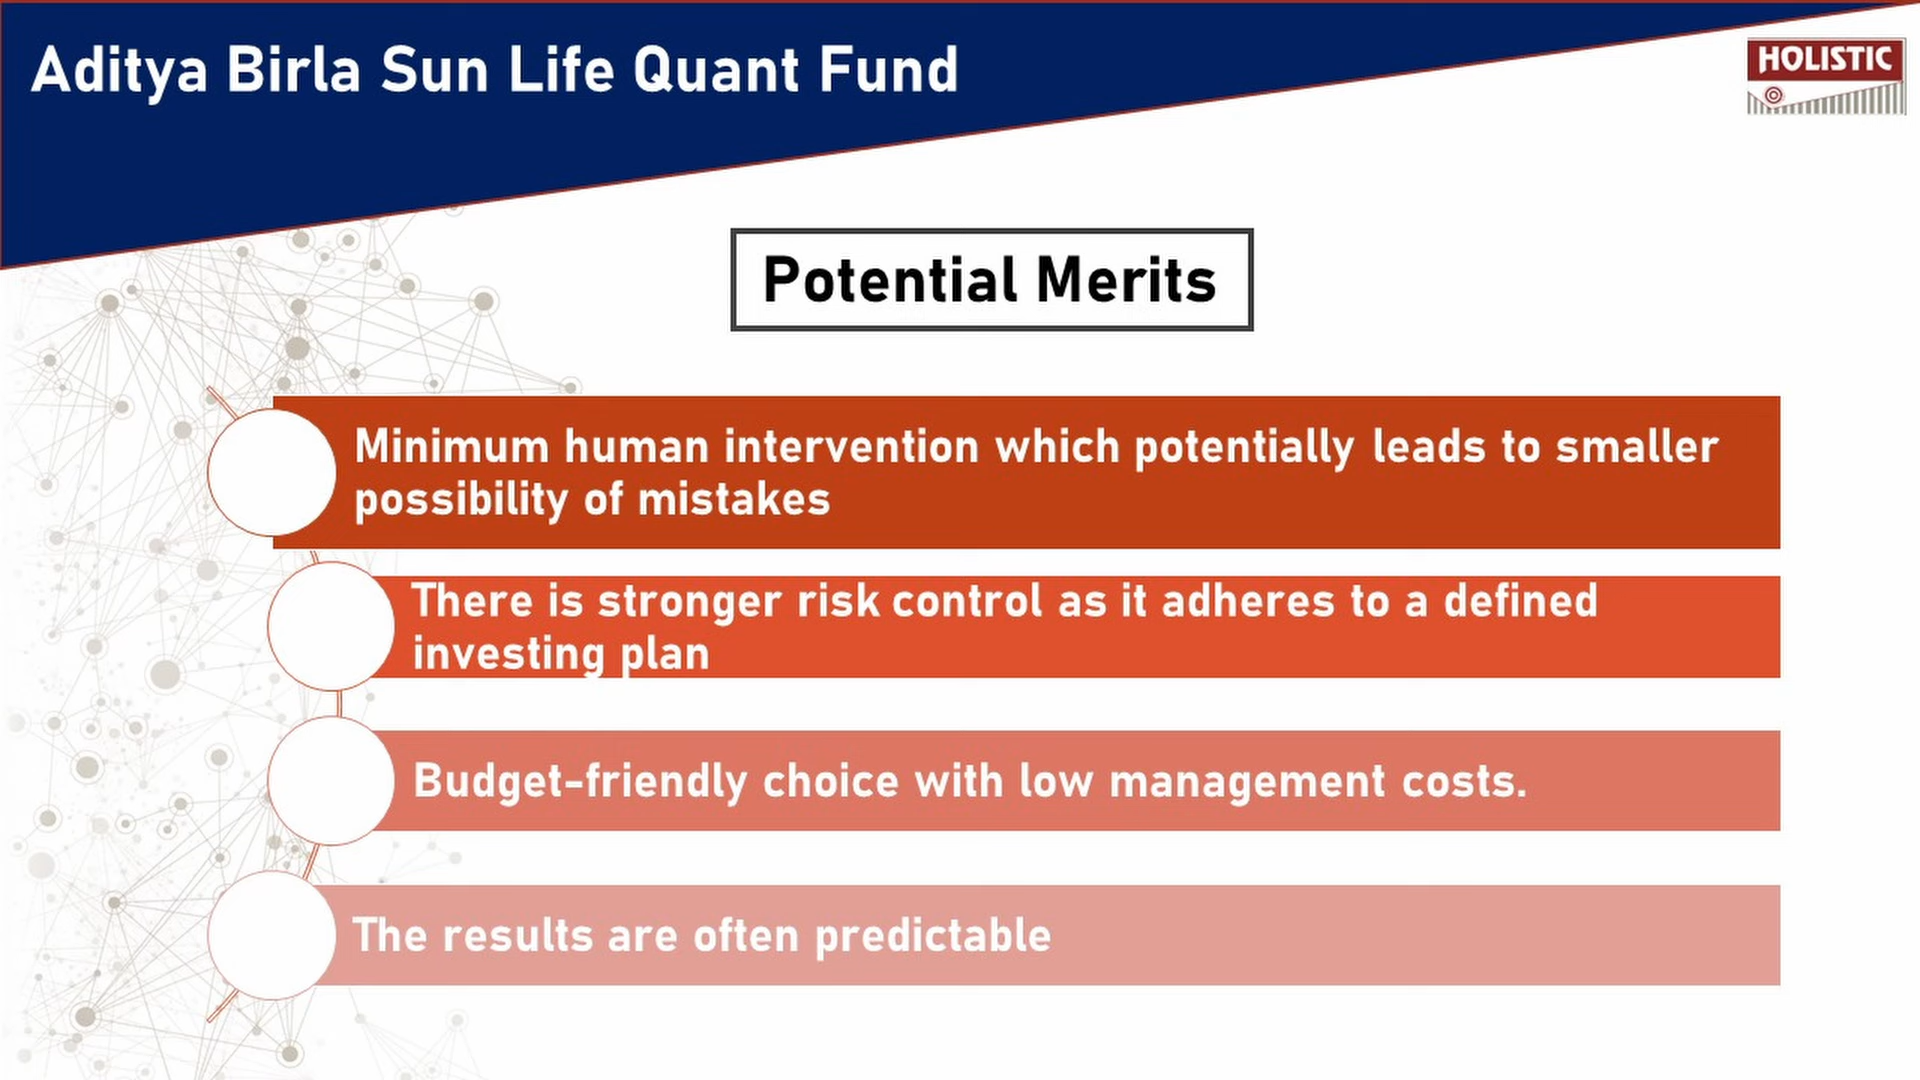 Aditya Birla Sun Life Quant Fund
HOLISTIC
Potential Merits
Minimum human intervention which potentially leads to smaller
possibility of mistakes
There is stronger risk control as it adheres to a defined
investing plan
Budget-friendly choice with low management costs.
The results are often predictable